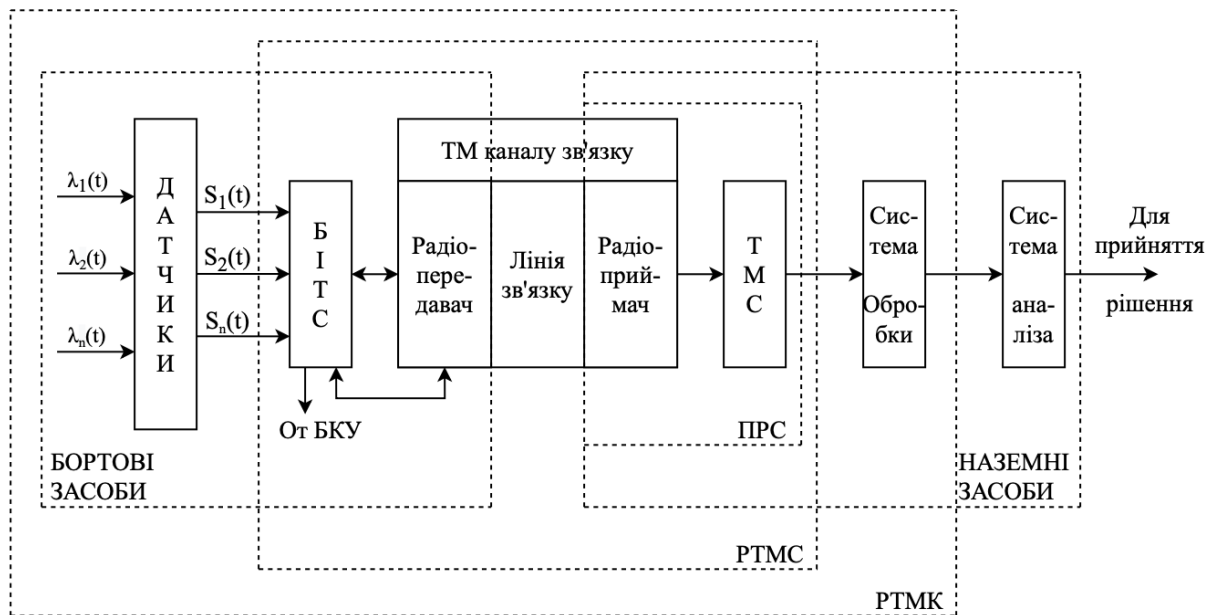 λ₁(t)
λ₂(t)
λₙ(t)
Д
А
Т
Ч
И
К
И
S₁(t)
S₂(t)
Sₙ(t)
Б
І
Т
С
От БКУ
ТМ каналу зв'язку
Радіо-
пере-
давач
Лінія
зв'язку
Радіо-
прий-
мач
Т
М
С
ПРС
Сис-
тема
Обро-
бки
Сис-
тема
ана-
ліза
Для
прийняття
рішення
БОРТОВІ
ЗАСОБИ
НАЗЕМНІ
ЗАСОБИ
РТМС
РТМК